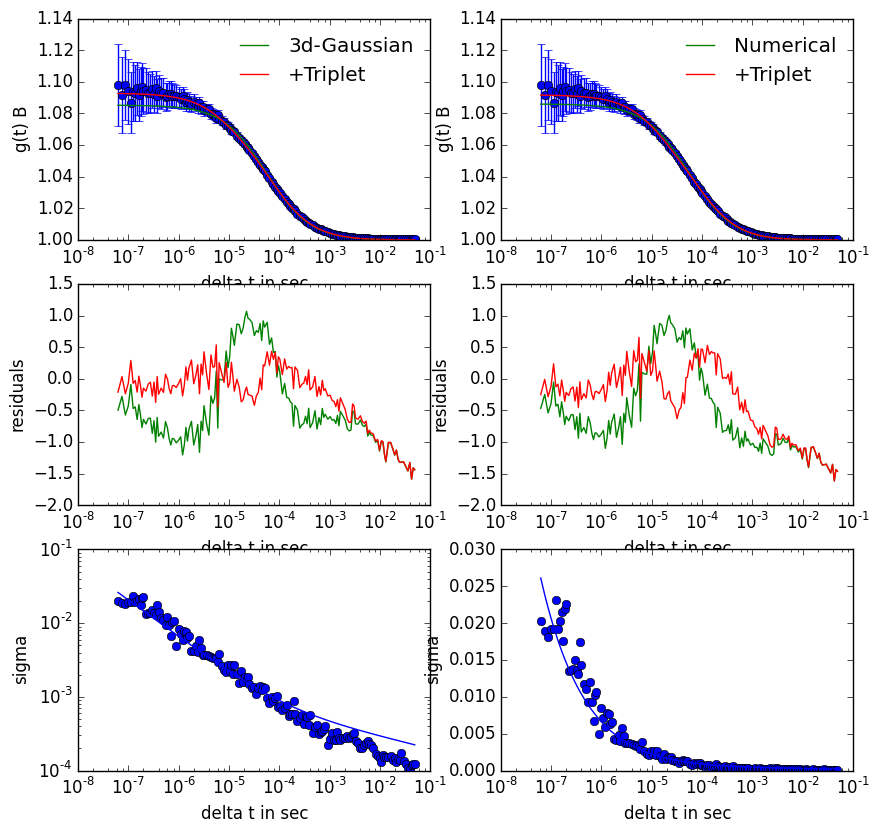 1.14
1.12
1.10
1.08
1.06
1.04
1.02
1.00
g(t) B
3d-Gaussian
+Triplet
10^-8 10^-7 10^-6 10^-5 10^-4 10^-3 10^-2 10^-1
delta t in sec
1.14
1.12
1.10
1.08
1.06
1.04
1.02
1.00
g(t) B
Numerical
+Triplet
10^-8 10^-7 10^-6 10^-5 10^-4 10^-3 10^-2 10^-1
delta t in sec
1.5
1.0
0.5
0.0
−0.5
−1.0
−1.5
−2.0
residuals
10^-8 10^-7 10^-6 10^-5 10^-4 10^-3 10^-2 10^-1
delta t in sec
1.5
1.0
0.5
0.0
−0.5
−1.0
−1.5
−2.0
residuals
10^-8 10^-7 10^-6 10^-5 10^-4 10^-3 10^-2 10^-1
delta t in sec
10^-1
10^-2
10^-3
10^-4
sigma
10^-8 10^-7 10^-6 10^-5 10^-4 10^-3 10^-2 10^-1
delta t in sec
0.030
0.025
0.020
0.015
0.010
0.005
0.000
sigma
10^-8 10^-7 10^-6 10^-5 10^-4 10^-3 10^-2 10^-1
delta t in sec